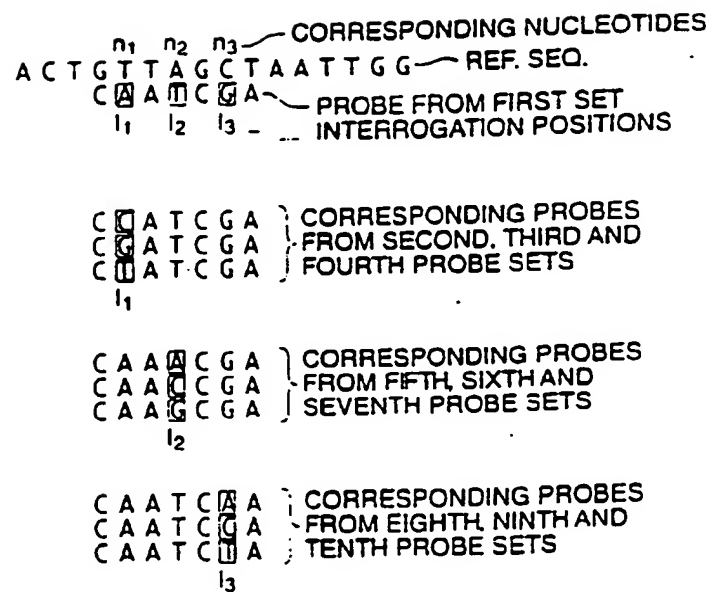 n1 n2 n3 CORRESPONDING NUCLEOTIDES
A C T G T T A G C T A A T T G G REF. SEQ.
C A A T C G A PROBE FROM FIRST SET
I1 I2 I3 INTERROGATION POSITIONS
C C A T C G A CORRESPONDING PROBES
C G A T C G A FROM SECOND, THIRD AND
C T A T C G A FOURTH PROBE SETS
I1
C A A A C G A CORRESPONDING PROBES
C A A C C G A FROM FIFTH, SIXTH AND
C A A G C G A SEVENTH PROBE SETS
I2
C A A T C A A CORRESPONDING PROBES
C A A T C A FROM EIGHTH, NINTH AND
C A A T C T A TENTH PROBE SETS
I3